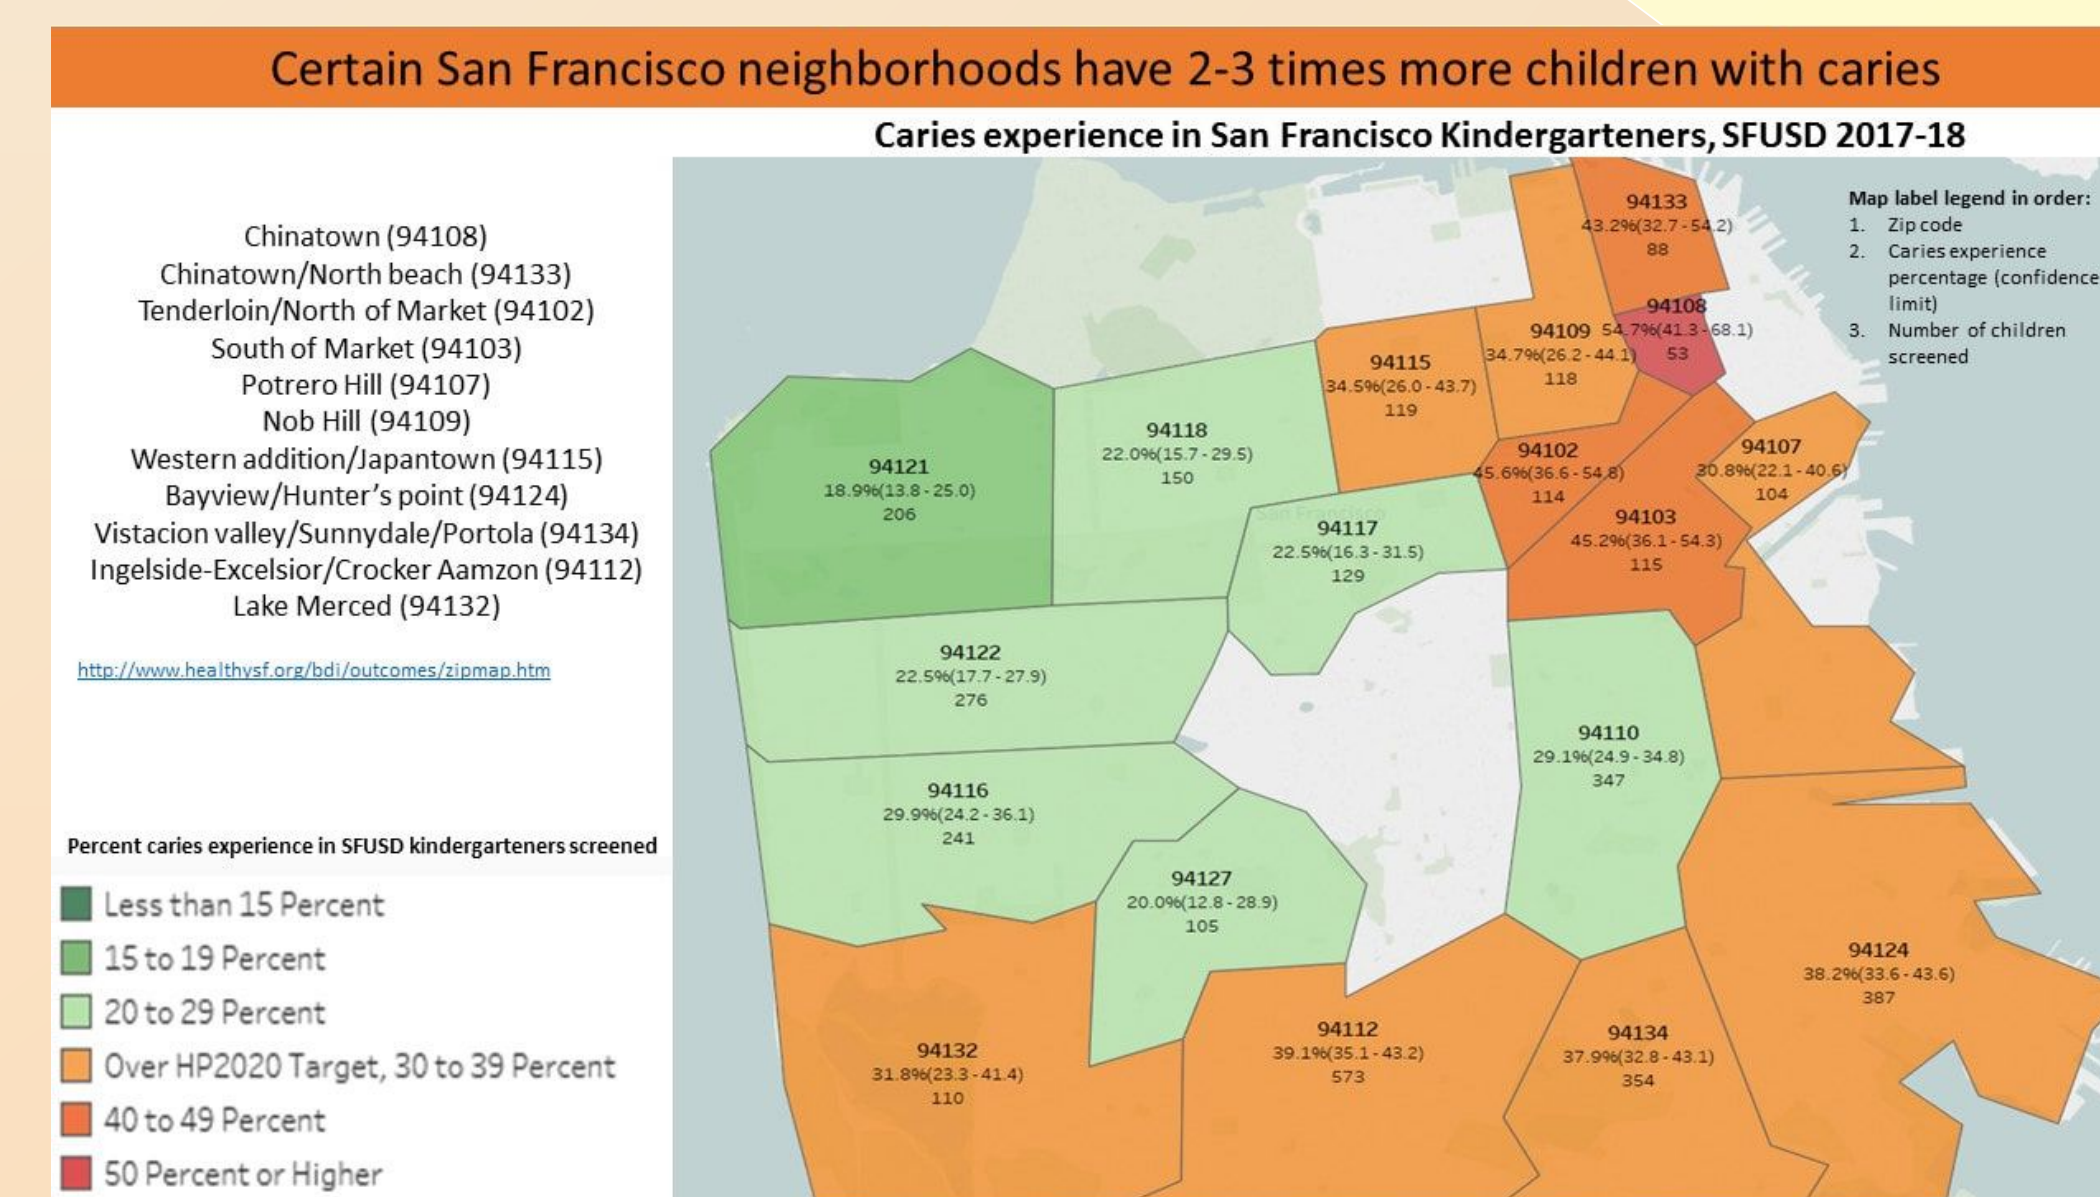 Certain San Francisco neighborhoods have 2-3 times more children with caries
Caries experience in San Francisco Kindergarteners, SFUSD 2017-18
Chinatown (94108)
Chinatown/North beach (94133)
Tenderloin/North of Market (94102)
South of Market (94103)
Potrero Hill (94107)
Nob Hill (94109)
Western addition/Japantown (94115)
Bayview/Hunter's point (94124)
Vistacion valley/Sunnydale/Portola (94134)
Ingelside-Excelsior/Crocker Aamzon (94112)
Lake Merced (94132)
http://www.healthysf.org/bdi/outcomes/zipmap.htm
Percent caries experience in SFUSD kindergarteners screened
Less than 15 Percent
15 to 19 Percent
20 to 29 Percent
Over HP2020 Target, 30 to 39 Percent
40 to 49 Percent
50 Percent or Higher
Map label legend in order:
1. Zip code
2. Caries experience
percentage (confidence
limit)
3. Number of children
screened
94133
43.2%(32.7 - 54.2)
88
94108
54.7%(41.3 - 68.1)
53
94109
34.7%(26.2 - 44.1)
118
94115
34.5%(26.0 - 43.7)
119
94118
22.0%(15.7 - 29.5)
150
94121
18.9%(13.8 - 25.0)
206
94102
45.6%(36.6 - 54.8)
114
94107
30.8%(22.1 - 40.6)
104
94103
45.2%(36.1 - 54.3)
115
San Francisco
94117
22.5%(16.3 - 31.5)
129
94122
22.5%(17.7 - 27.9)
276
94110
29.1%(24.9 - 34.8)
347
94116
29.9%(24.2 - 36.1)
241
94127
20.0%(12.8 - 28.9)
105
94124
38.2%(33.6 - 43.6)
387
94132
31.8%(23.3 - 41.4)
110
94112
39.1%(35.1 - 43.2)
573
94134
37.9%(32.8 - 43.1)
354